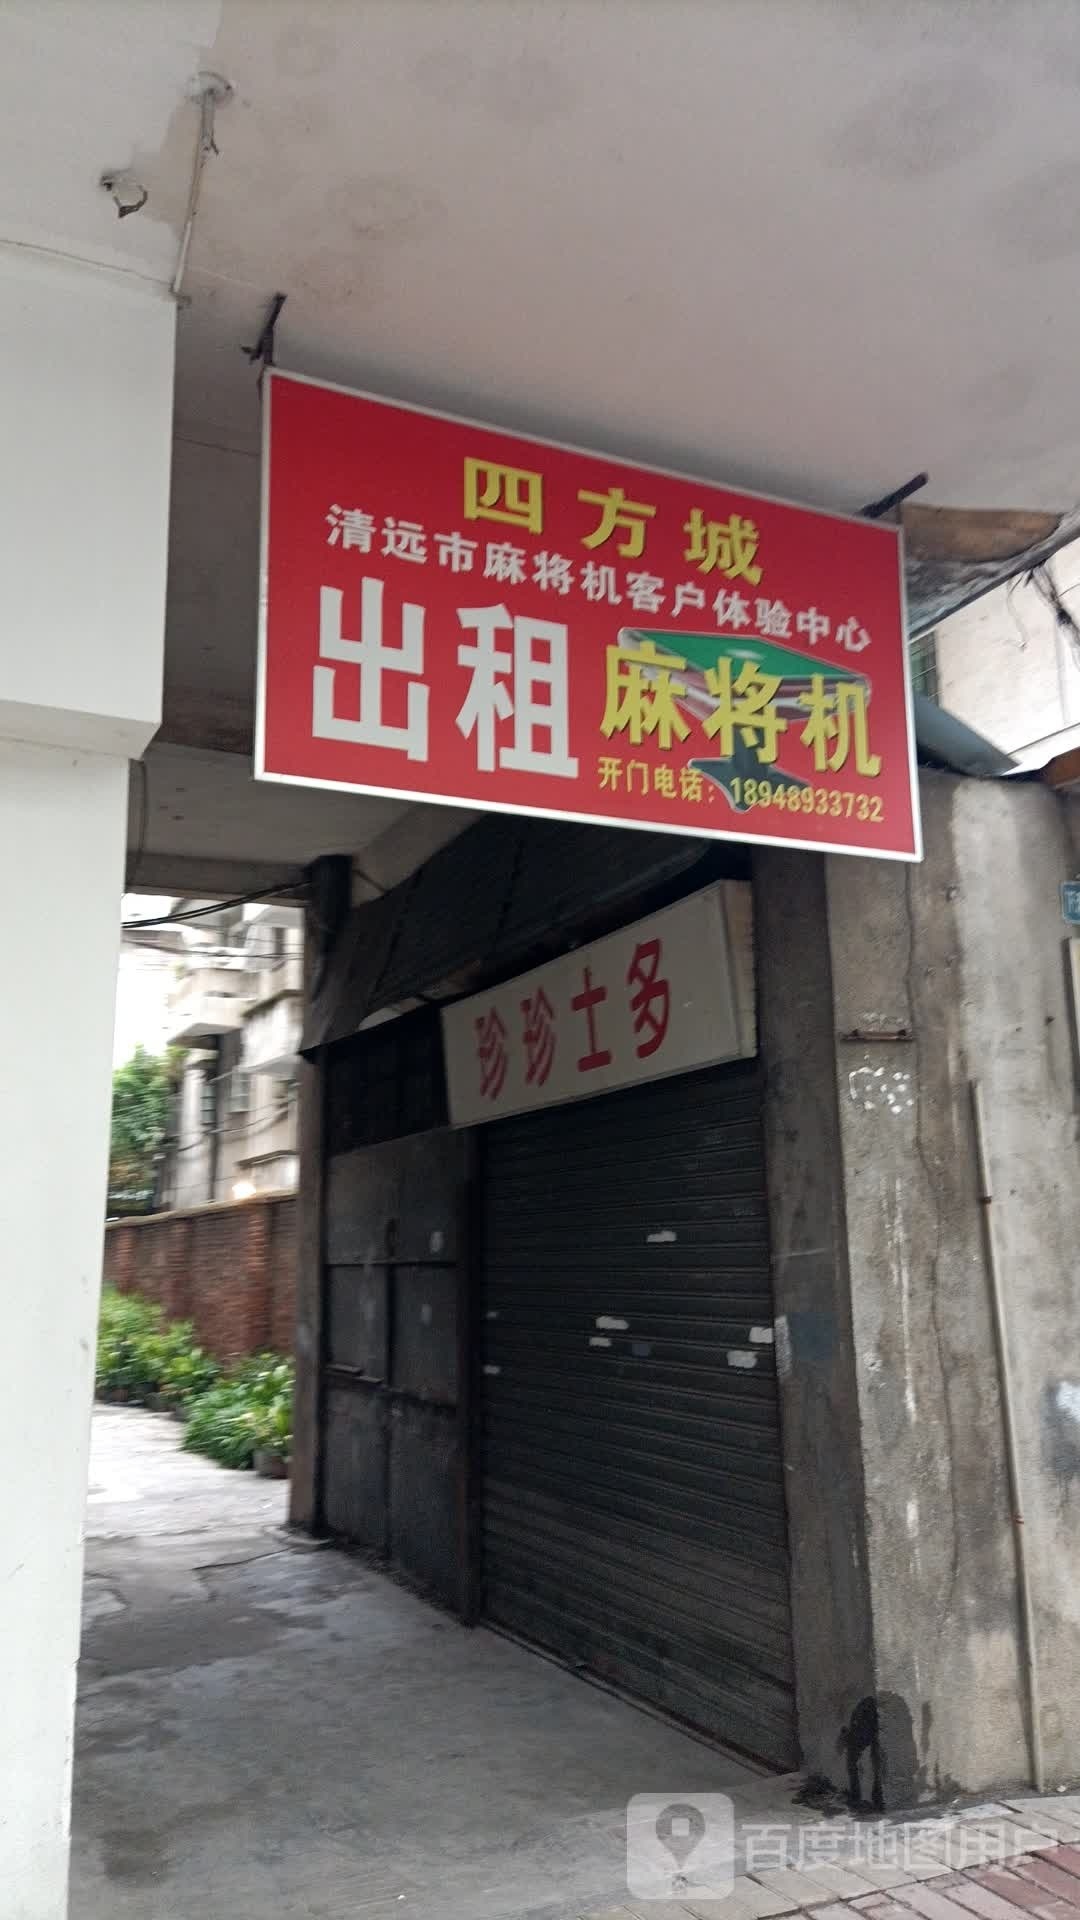 四方城
清远市麻将机客户体验中心
出租麻将机
开门电话：18948933732
珍珍士多
百度地图用户